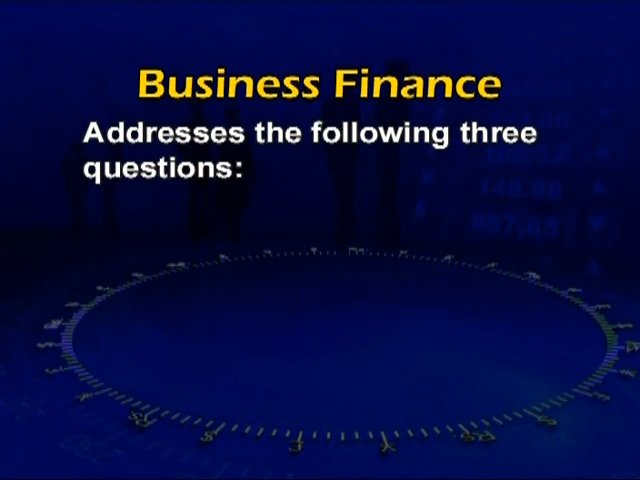 Business Finance
Addresses the following three
questions: